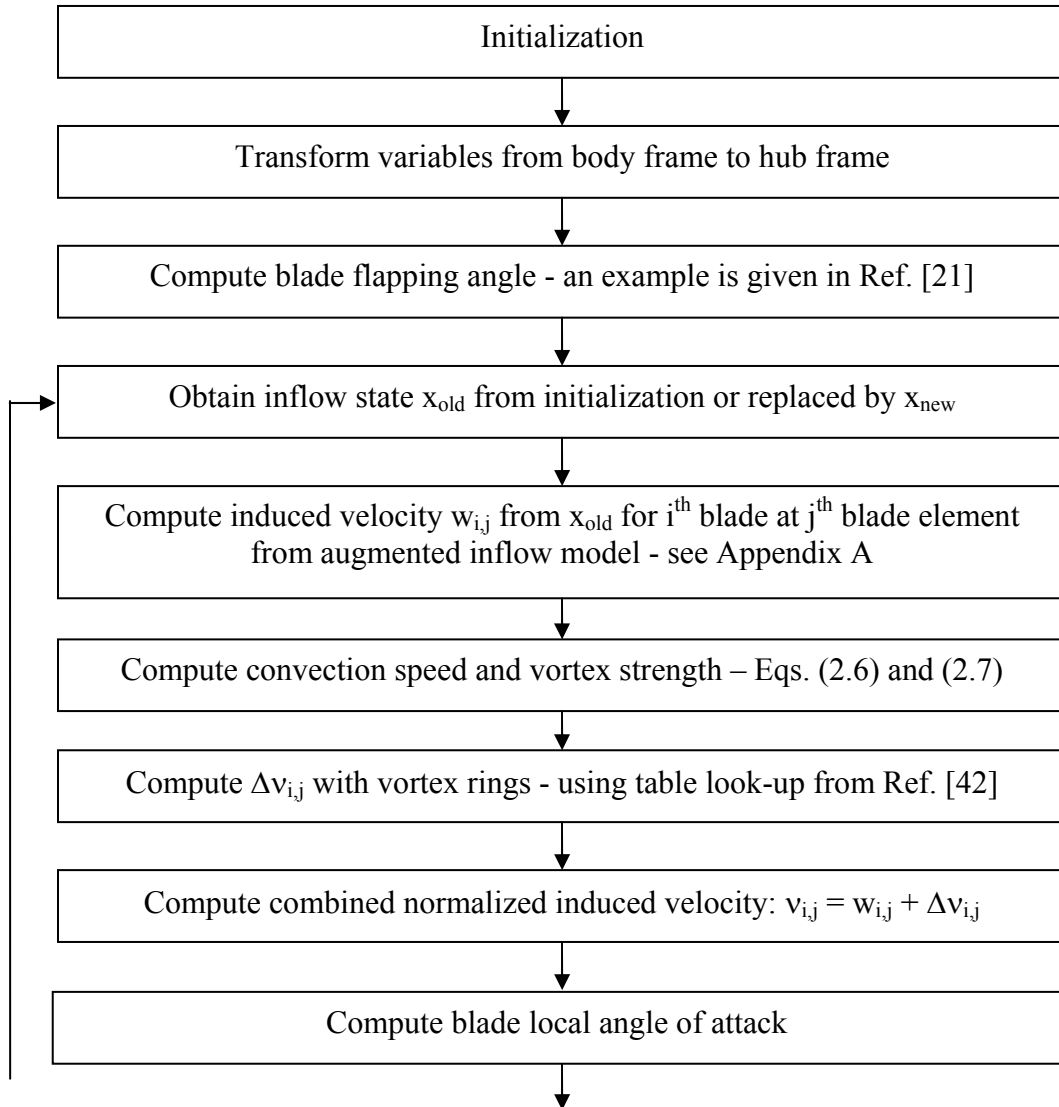 Initialization
Transform variables from body frame to hub frame
Compute blade flapping angle - an example is given in Ref. [21]
Obtain inflow state x_old from initialization or replaced by x_new
Compute induced velocity w_i,j from x_old for i^th blade at j^th blade element
from augmented inflow model - see Appendix A
Compute convection speed and vortex strength – Eqs. (2.6) and (2.7)
Compute Δν_i,j with vortex rings - using table look-up from Ref. [42]
Compute combined normalized induced velocity: ν_i,j = w_i,j + Δν_i,j
Compute blade local angle of attack